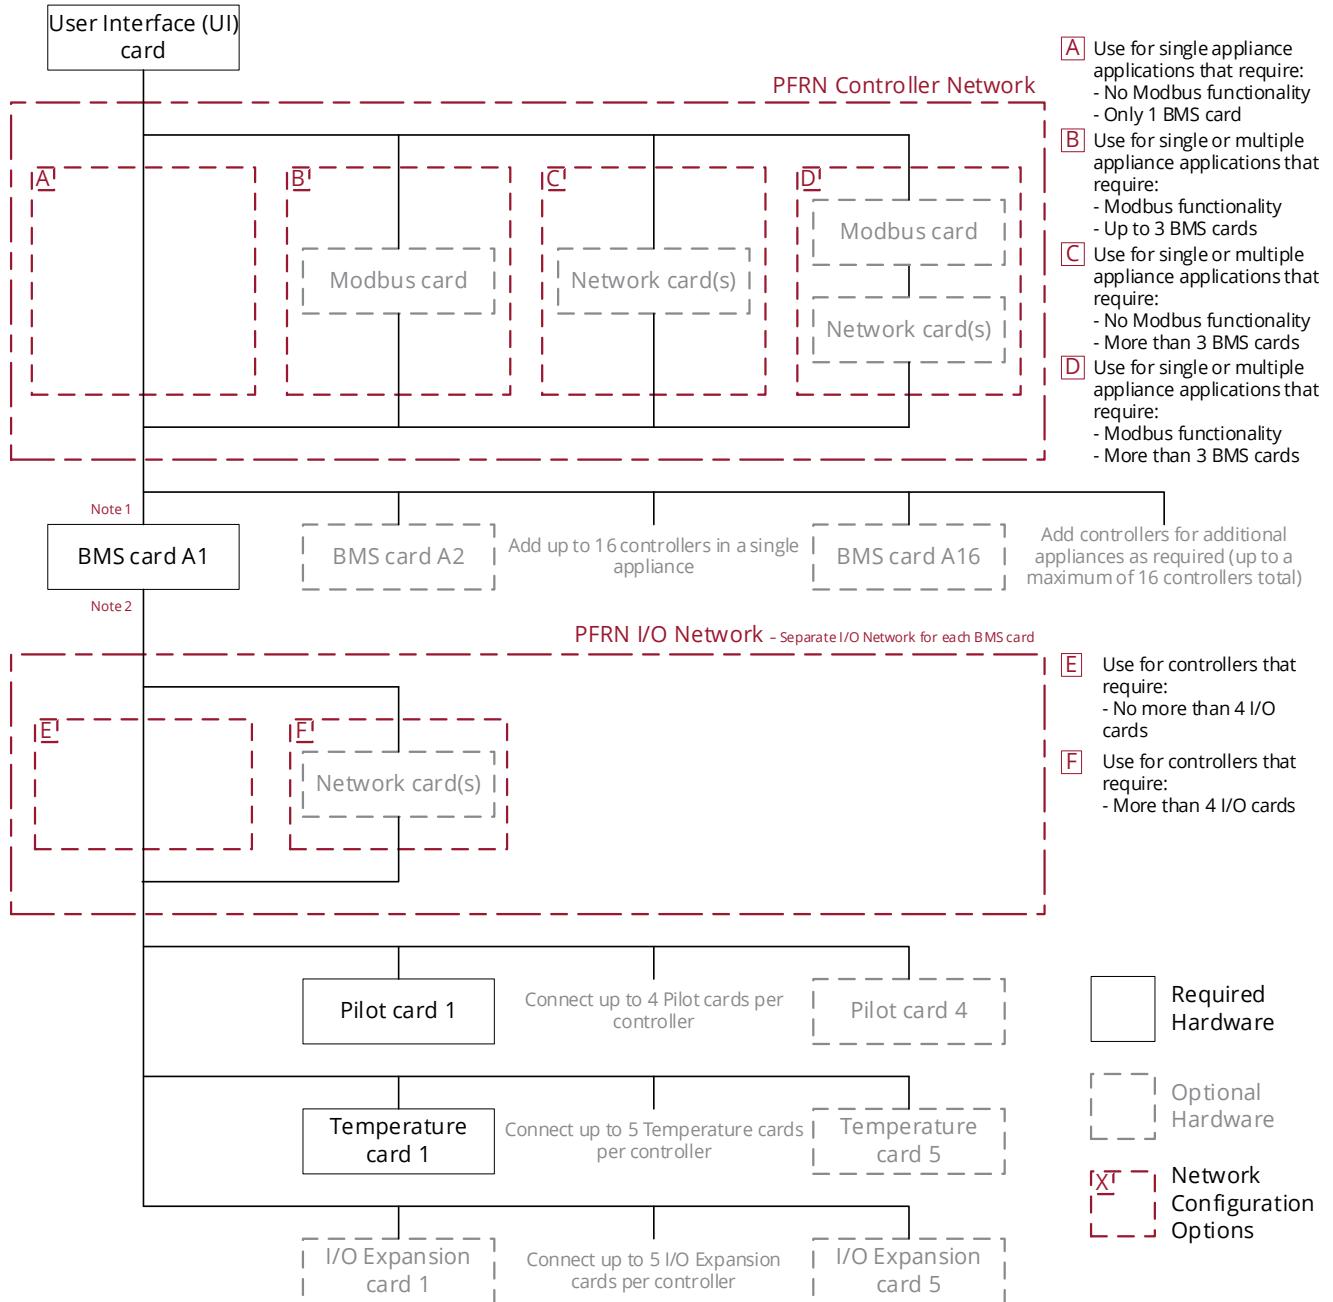 User Interface (UI)
card
PFRN Controller Network
A
B
C
D
Modbus card
Network card(s)
Modbus card
Network card(s)
A Use for single appliance
applications that require:
- No Modbus functionality
- Only 1 BMS card
B Use for single or multiple
appliance applications that
require:
- Modbus functionality
- Up to 3 BMS cards
C Use for single or multiple
appliance applications that
require:
- No Modbus functionality
- More than 3 BMS cards
D Use for single or multiple
appliance applications that
require:
- Modbus functionality
- More than 3 BMS cards
Note 1
BMS card A1
BMS card A2
Add up to 16 controllers in a single
appliance
BMS card A16
Add controllers for additional
appliances as required (up to a
maximum of 16 controllers total)
Note 2
PFRN I/O Network – Separate I/O Network for each BMS card
E
F
Network card(s)
E Use for controllers that
require:
- No more than 4 I/O
cards
F Use for controllers that
require:
- More than 4 I/O cards
Pilot card 1
Connect up to 4 Pilot cards per
controller
Pilot card 4
Temperature
card 1
Connect up to 5 Temperature cards
per controller
Temperature
card 5
I/O Expansion
card 1
Connect up to 5 I/O Expansion
cards per controller
I/O Expansion
card 5
Required
Hardware
Optional
Hardware
X
Network
Configuration
Options